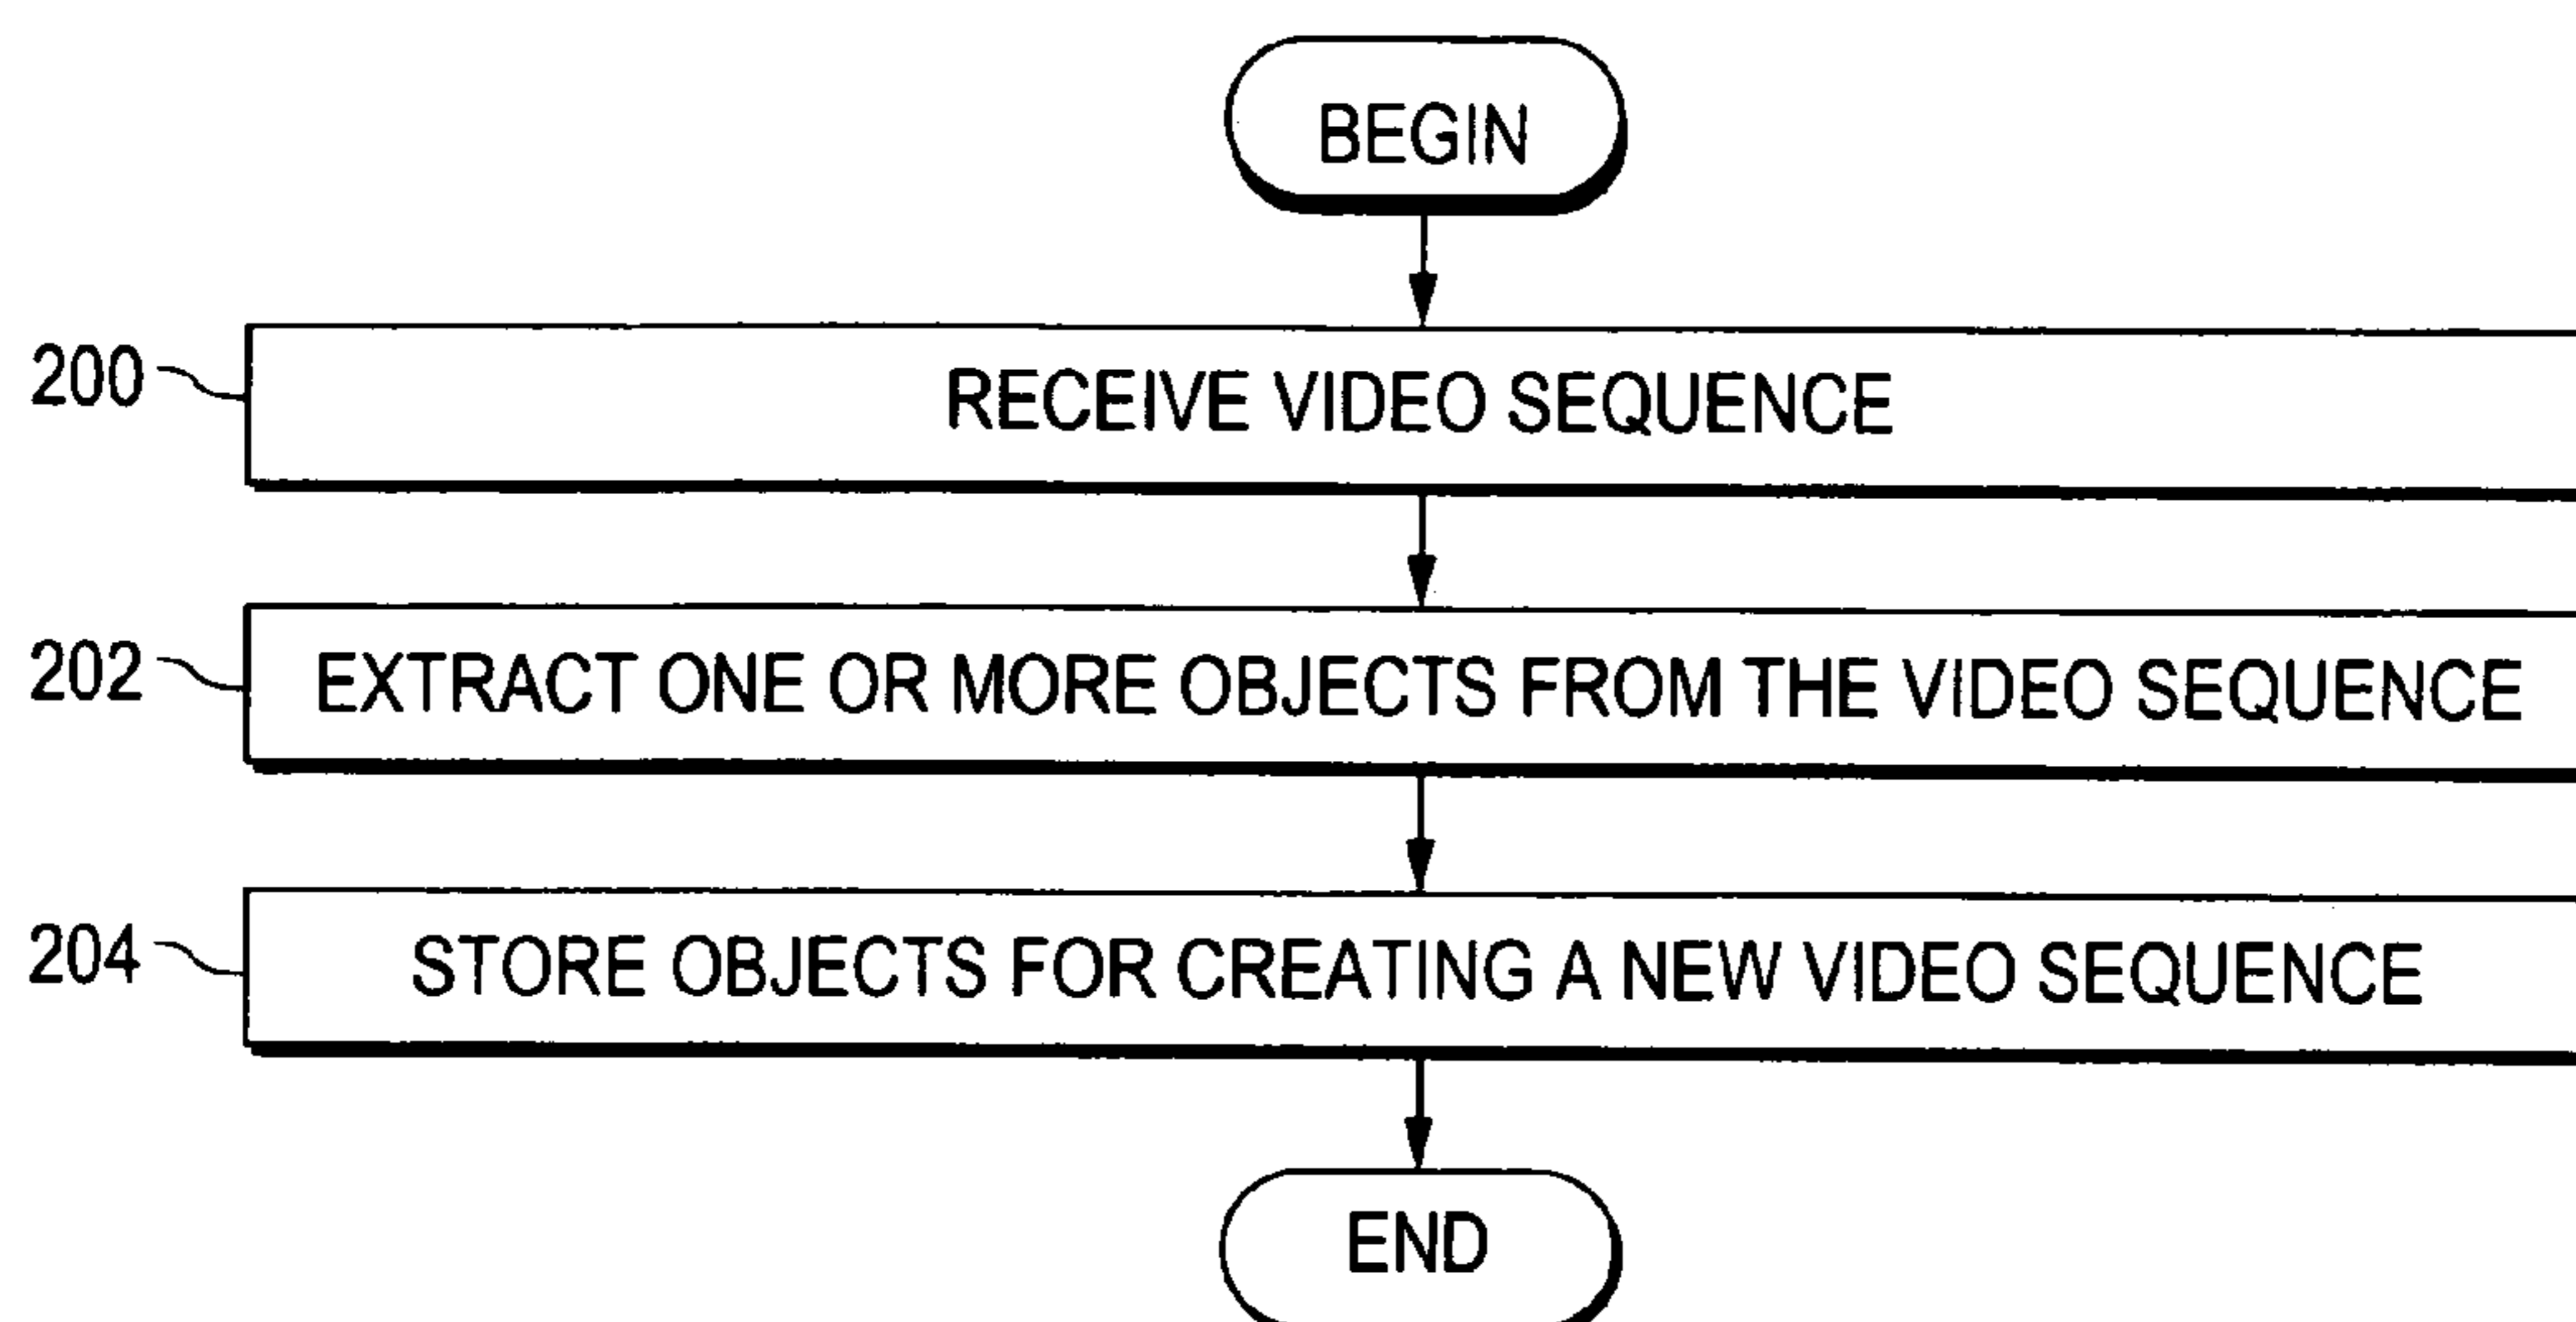 BEGIN
200
RECEIVE VIDEO SEQUENCE
202
EXTRACT ONE OR MORE OBJECTS FROM THE VIDEO SEQUENCE
204
STORE OBJECTS FOR CREATING A NEW VIDEO SEQUENCE
END